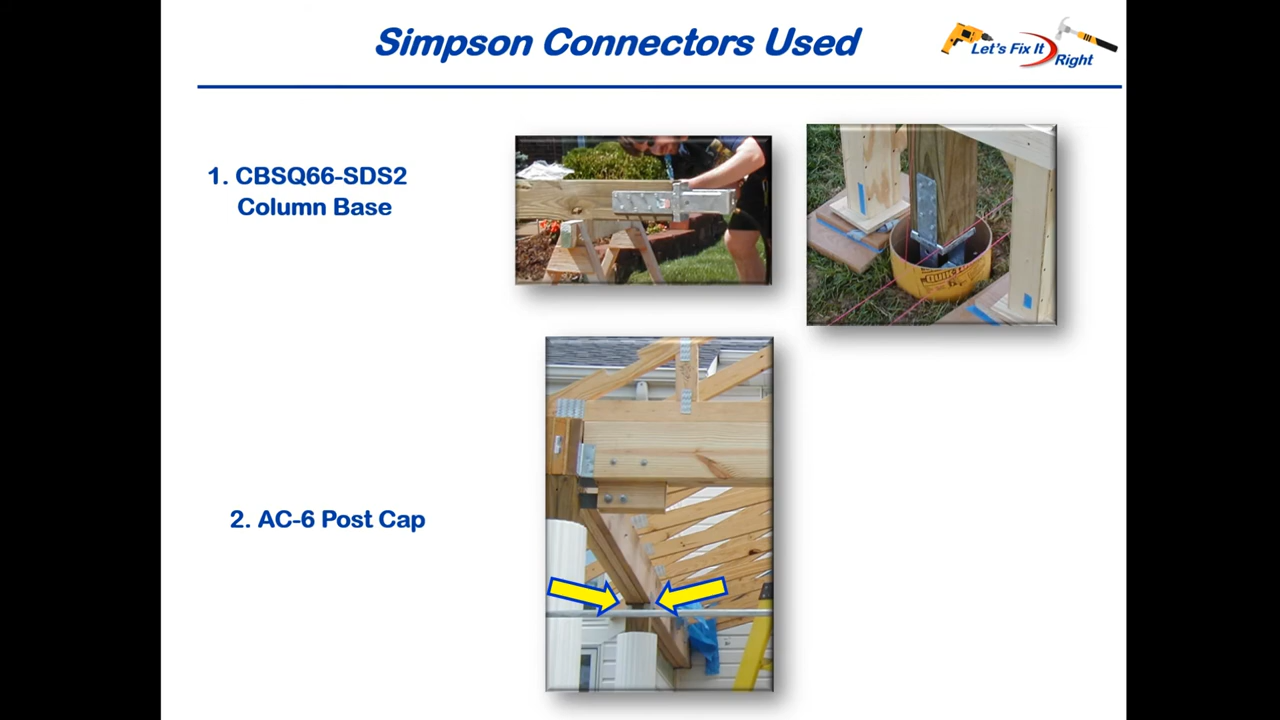 Simpson Connectors Used
Let's Fix It
Right
1. CBSQ66-SDS2
Column Base
2. AC-6 Post Cap